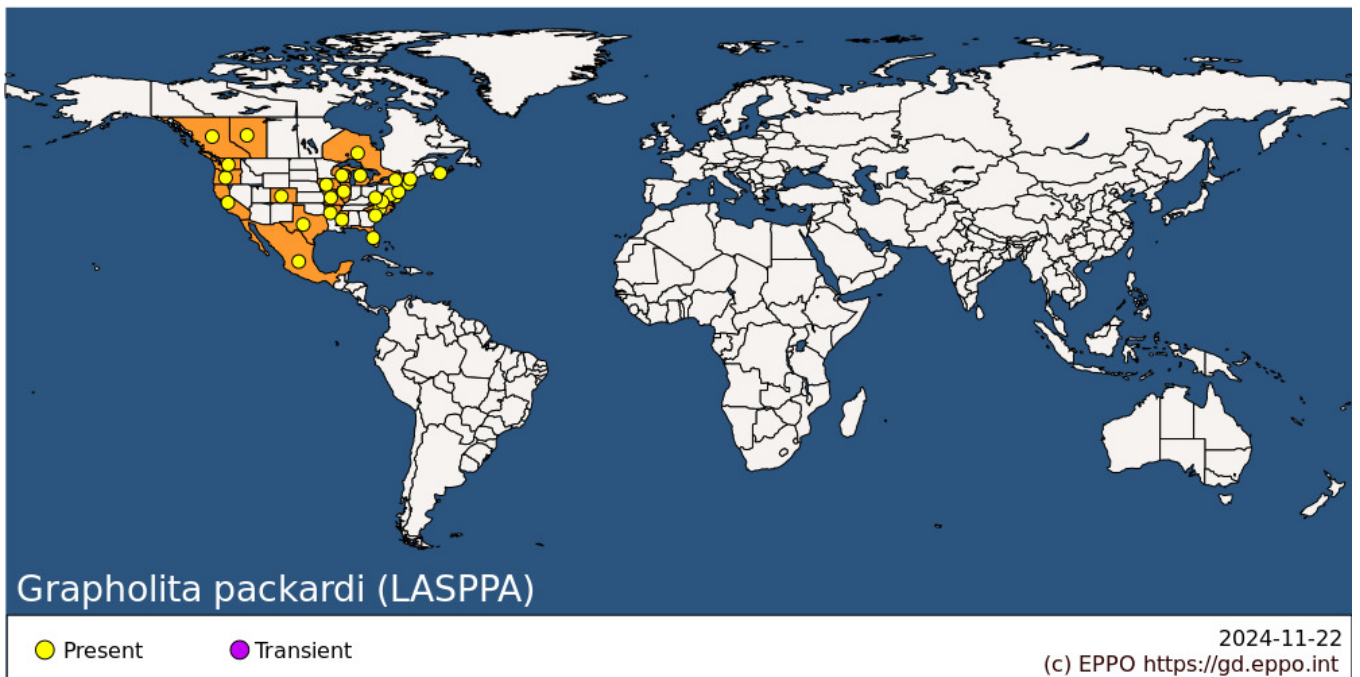 Grapholita packardi (LASPPA)
Present
Transient
2024-11-22
(c) EPPO https://gd.eppo.int